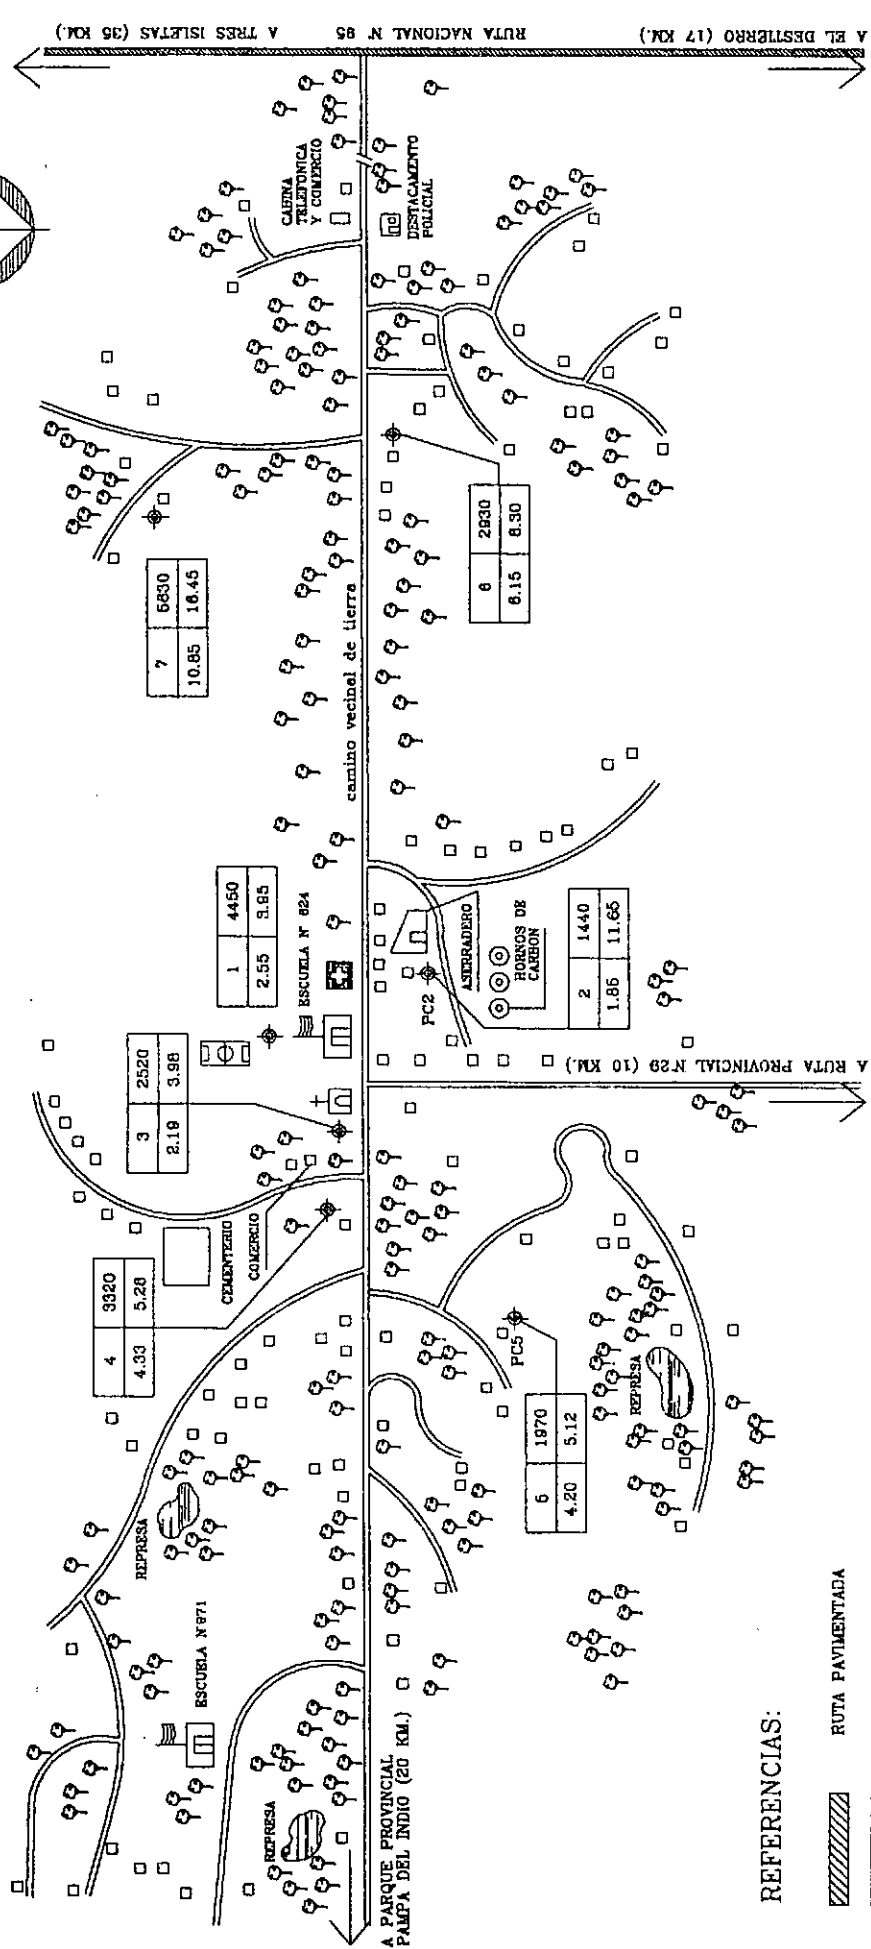 A TRES ISLETAS (35 KM.)
RUTA NACIONAL N° 95
A EL DESTIERRO (17 KM.)
CABINA
TELEFONICA
Y COMERCIO
DESTACAMENTO
POLICIAL
7 5830
10.85 16.45
6 2930
6.15 8.30
camino vecinal de tierra
1 4450
2.55
ESCUELA N° 624
ASERRADERO
HORNOS DE
CARBON
PC2
2 1440
1.86 11.65
A RUTA PROVINCIAL N°29 (10 KM.)
3 2520
2.19 3.98
CEMENTERIO
COMERCIO
4 3320
4.33 5.28
PC5
5 1970
4.20 5.12
REPRESA
REPRESA
ESCUELA N°971
REPRESA
A PARQUE PROVINCIAL
PAMPA DEL INDIO (20 KM.)
REFERENCIAS:
RUTA PAVIMENTADA